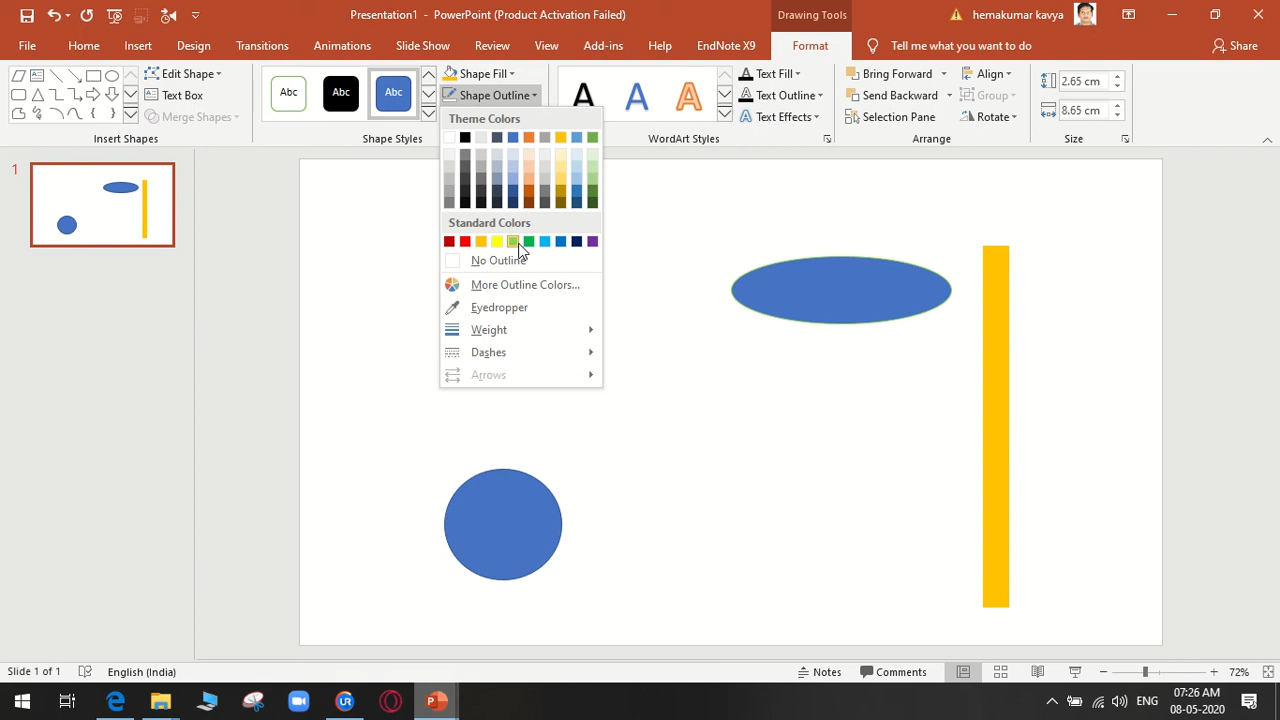 Presentation1 - PowerPoint (Product Activation Failed)
Drawing Tools
hemakumar kavya
File Home Insert Design Transitions Animations Slide Show Review View Add-ins Help EndNote X9 Format Tell me what you want to do Share
Edit Shape
Text Box
Merge Shapes
Insert Shapes
Abc Abc Abc
Shape Styles
Shape Fill
Shape Outline
Theme Colors
Standard Colors
No Outline
More Outline Colors...
Eyedropper
Weight
Dashes
Arrows
A A A
WordArt Styles
Text Fill
Text Outline
Text Effects
Bring Forward
Send Backward
Selection Pane
Align
Group
Rotate
Arrange
2.65 cm
8.65 cm
Size
1
Slide 1 of 1 English (India) Notes Comments 72%
UR
ENG
07:26 AM
08-05-2020